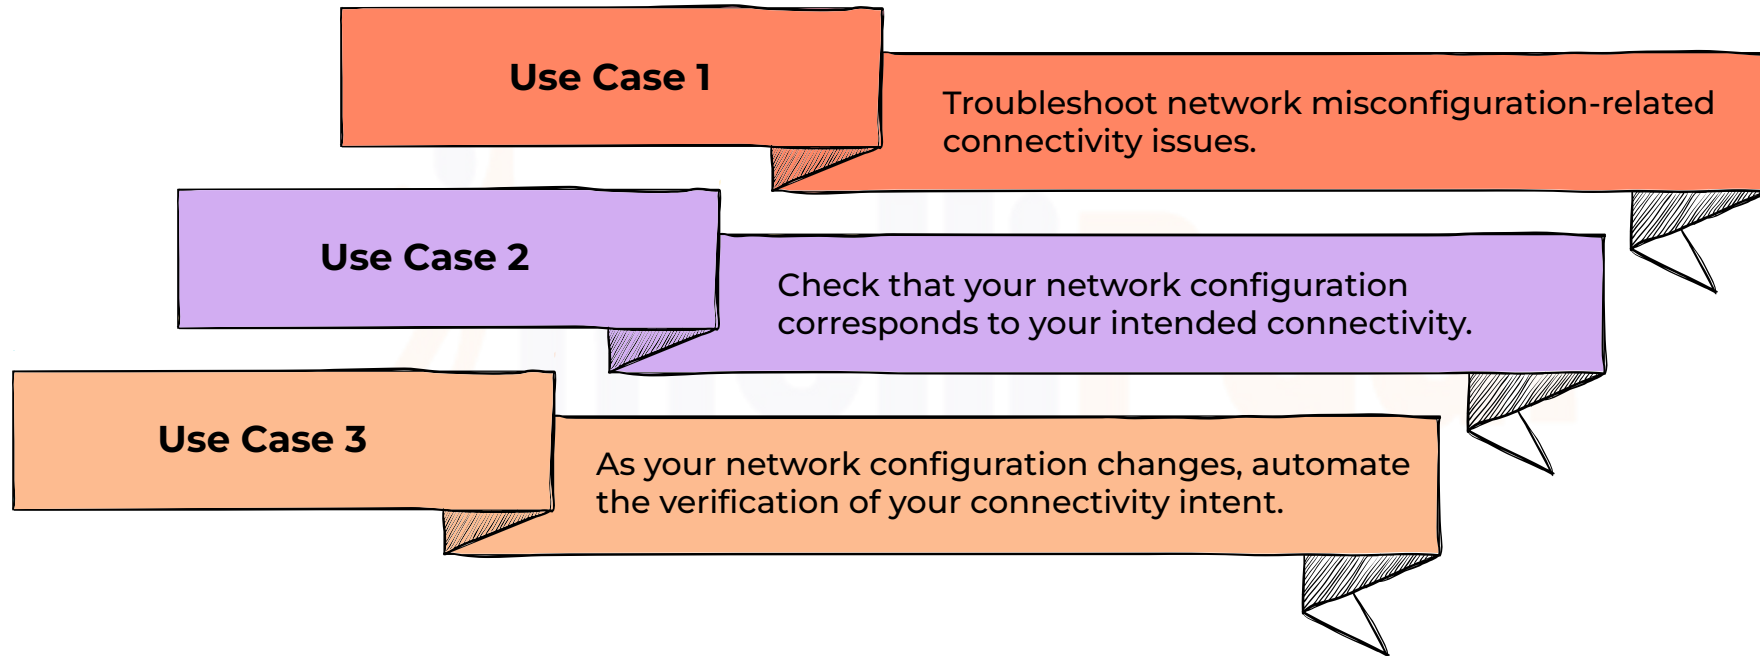 Use Case 1
Troubleshoot network misconfiguration-related
connectivity issues.
Use Case 2
Check that your network configuration
corresponds to your intended connectivity.
Use Case 3
As your network configuration changes, automate
the verification of your connectivity intent.